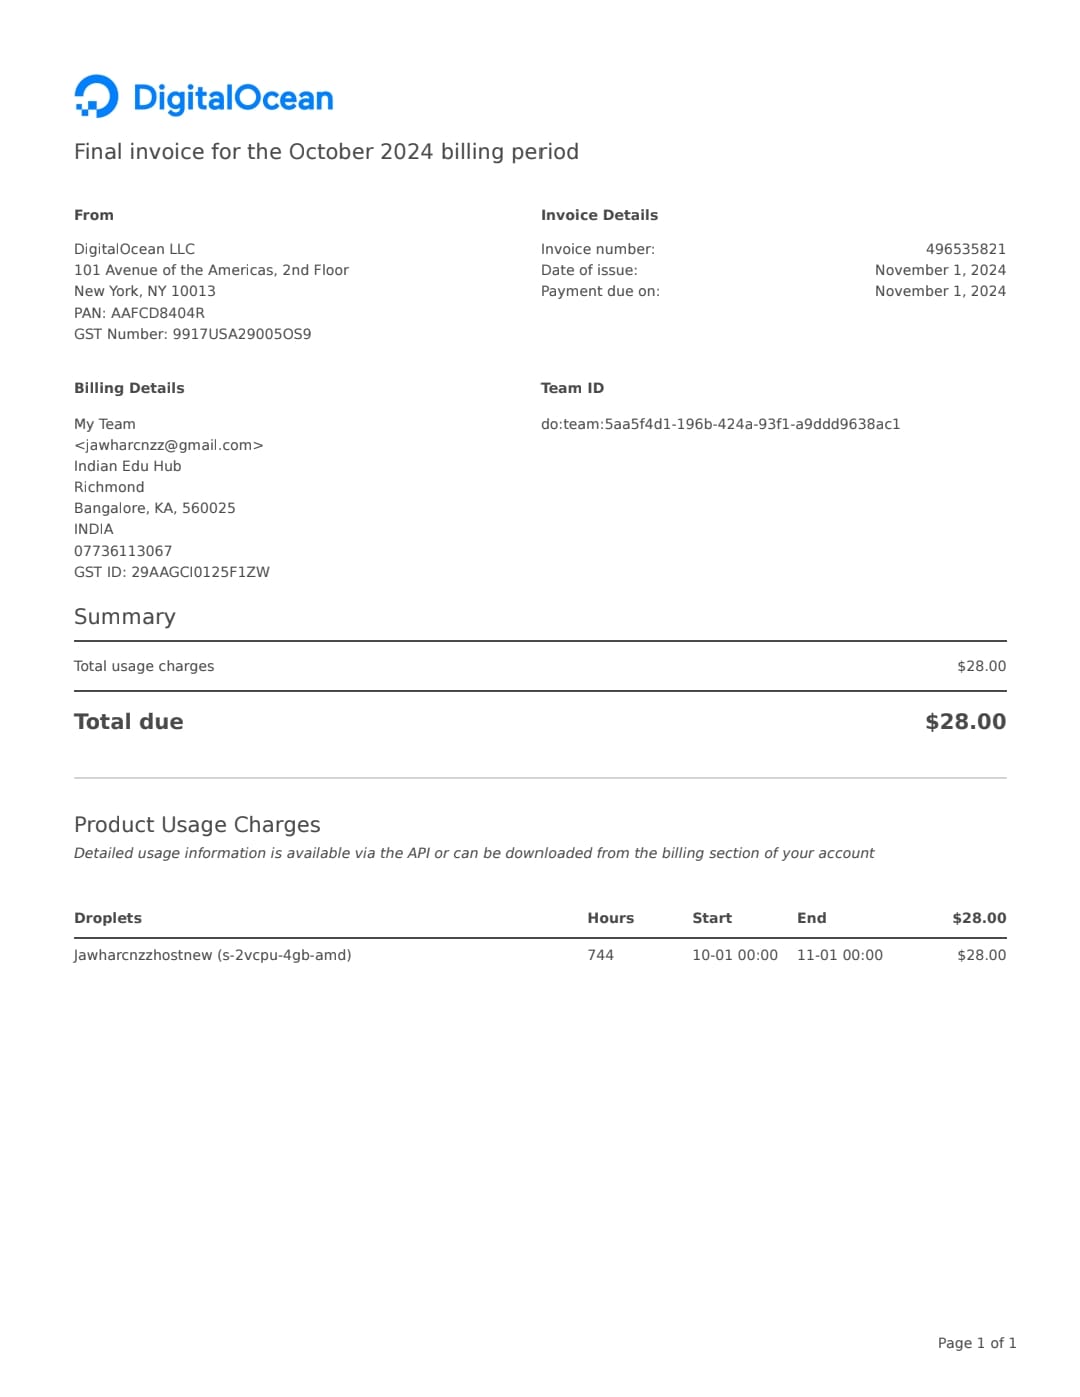 DigitalOcean
Final invoice for the October 2024 billing period
From
DigitalOcean LLC
101 Avenue of the Americas, 2nd Floor
New York, NY 10013
PAN: AAFCD8404R
GST Number: 9917USA29005OS9
Invoice Details
Invoice number: 496535821
Date of issue: November 1, 2024
Payment due on: November 1, 2024
Billing Details
My Team
<jawharcnzz@gmail.com>
Indian Edu Hub
Richmond
Bangalore, KA, 560025
INDIA
07736113067
GST ID: 29AAGCI0125F1ZW
Team ID
do:team:5aa5f4d1-196b-424a-93f1-a9ddd9638ac1
Summary
Total usage charges $28.00
Total due $28.00
Product Usage Charges
Detailed usage information is available via the API or can be downloaded from the billing section of your account
Droplets Hours Start End $28.00
Jawharcnzzhostnew (s-2vcpu-4gb-amd) 744 10-01 00:00 11-01 00:00 $28.00
Page 1 of 1